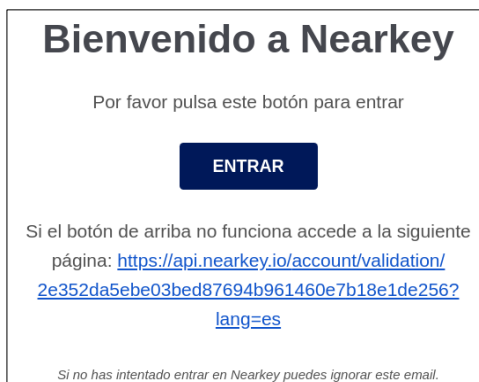 Bienvenido a Nearkey
Por favor pulsa este botón para entrar
ENTRAR
Si el botón de arriba no funciona accede a la siguiente
página: https://api.nearkey.io/account/validation/
2e352da5ebe03bed87694b961460e7b18e1de256?
lang=es
Si no has intentado entrar en Nearkey puedes ignorar este email.